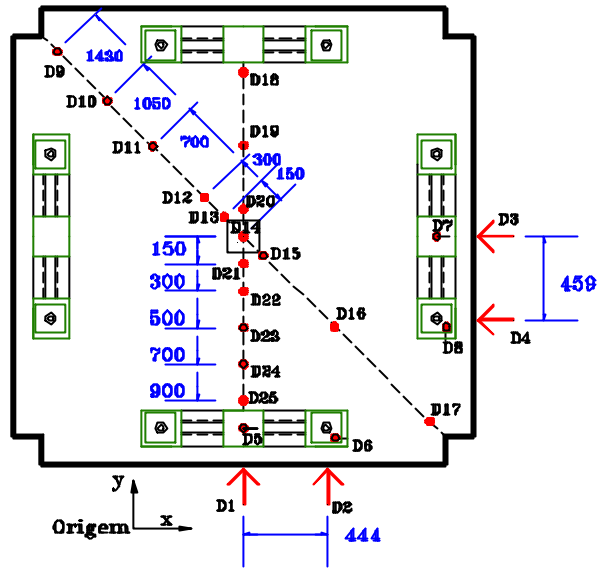 1430
D9
D18
D10
1050
D11
700
D19
300
150
D12
D20
D13
D14
D7
D3
150
D15
D21
300
459
D22
500
D16
D23
D8
D4
700
D24
900
D25
D17
D5
D6
y
D1
D2
Origem
x
444